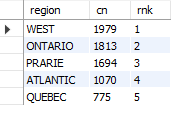 region cn rnk
WEST 1979 1
ONTARIO 1813 2
PRARIE 1694 3
ATLANTIC 1070 4
QUEBEC 775 5